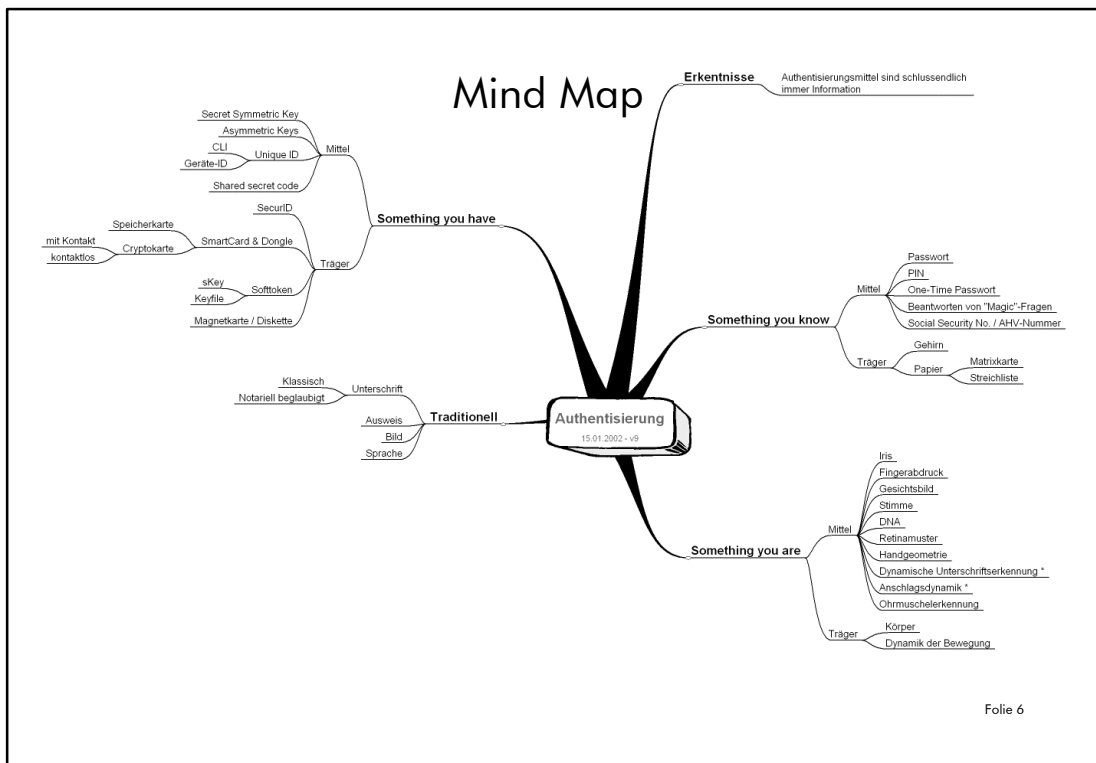 Mind Map
Erkentnisse
Authentisierungsmittel sind schlussendlich
immer Information
Secret Symmetric Key
Asymmetric Keys
CLI
Geräte-ID
Unique ID
Shared secret code
Mittel
Something you have
SecurID
Speicherkarte
mit Kontakt
kontaktlos
Cryptokarte
SmartCard & Dongle
Träger
sKey
Keyfile
Softtoken
Magnetkarte / Diskette
Something you know
Mittel
Passwort
PIN
One-Time Passwort
Beantworten von "Magic"-Fragen
Social Security No. / AHV-Nummer
Träger
Gehirn
Papier
Matrixkarte
Streichliste
Klassisch
Notariell beglaubigt
Unterschrift
Traditionell
Ausweis
Bild
Sprache
Authentisierung
15.01.2002 - v9
Something you are
Mittel
Iris
Fingerabdruck
Gesichtsbild
Stimme
DNA
Retinamuster
Handgeometrie
Dynamische Unterschriftserkennung *
Anschlagsdynamik *
Ohrmuschelerkennung
Träger
Körper
Dynamik der Bewegung
Folie 6